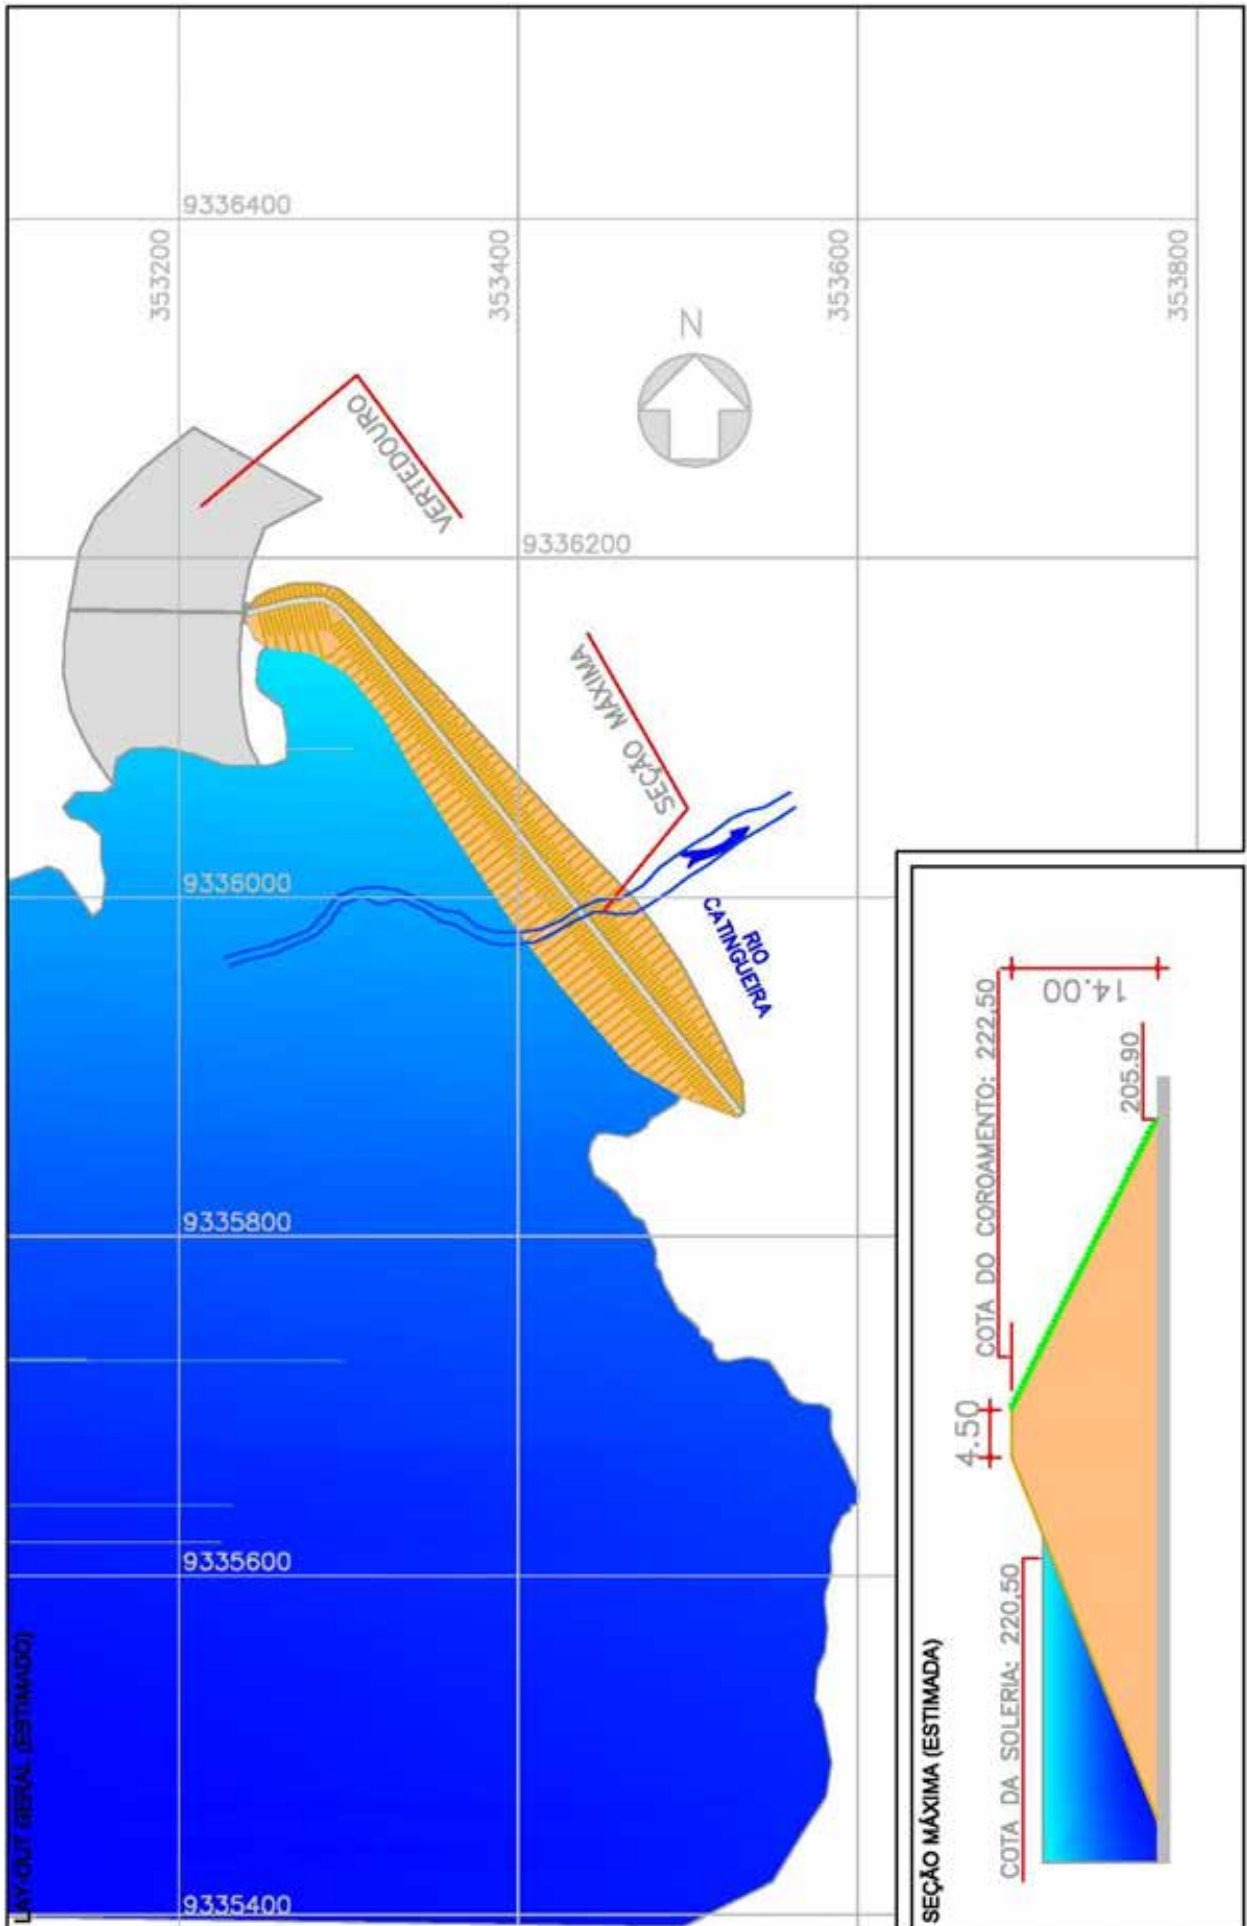 LAY-OUT GERAL (ESTIMADO)
9336400
353200
353400
353600
353800
N
VERTEDOURO
9336200
SEÇÃO MÁXIMA
9336000
RIO
CATINGUEIRA
9335800
9335600
9335400
SEÇÃO MÁXIMA (ESTIMADA)
COTA DO COROAMENTO: 222,50
14.00
205.90
4.50
COTA DA SOLERIA: 220,50